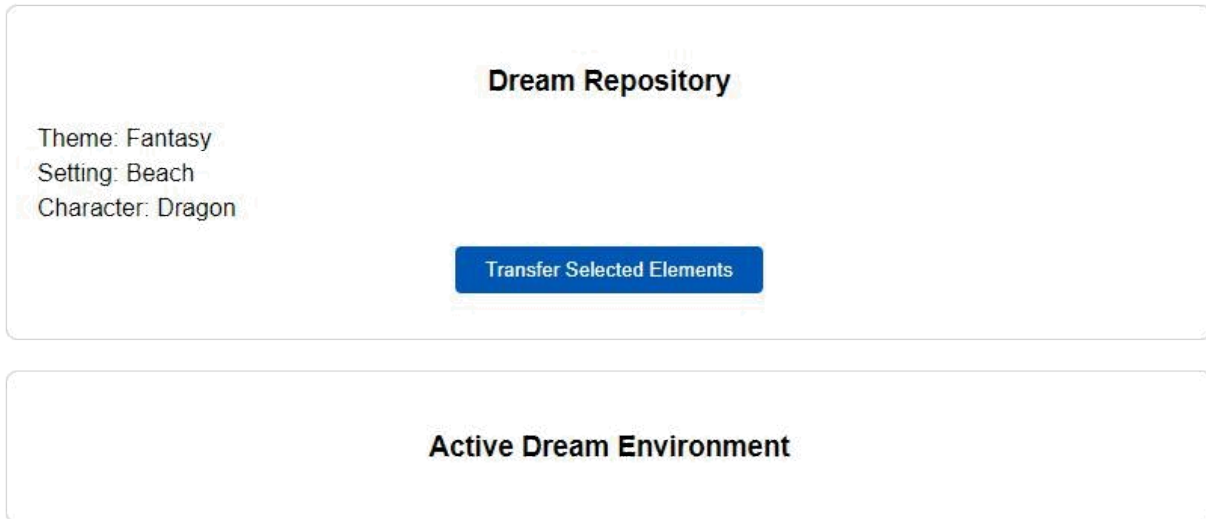 Dream Repository
Theme: Fantasy
Setting: Beach
Character: Dragon
Transfer Selected Elements
Active Dream Environment